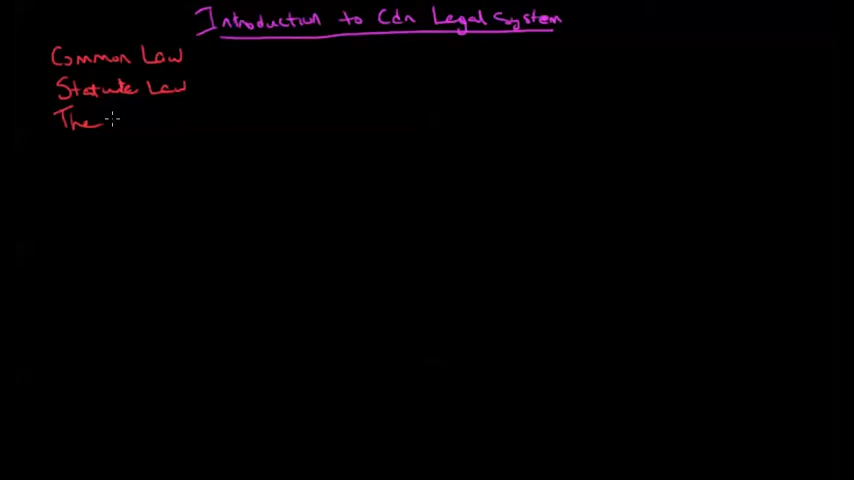 Introduction to Cdn Legal System
Common Law
Statute Law
The